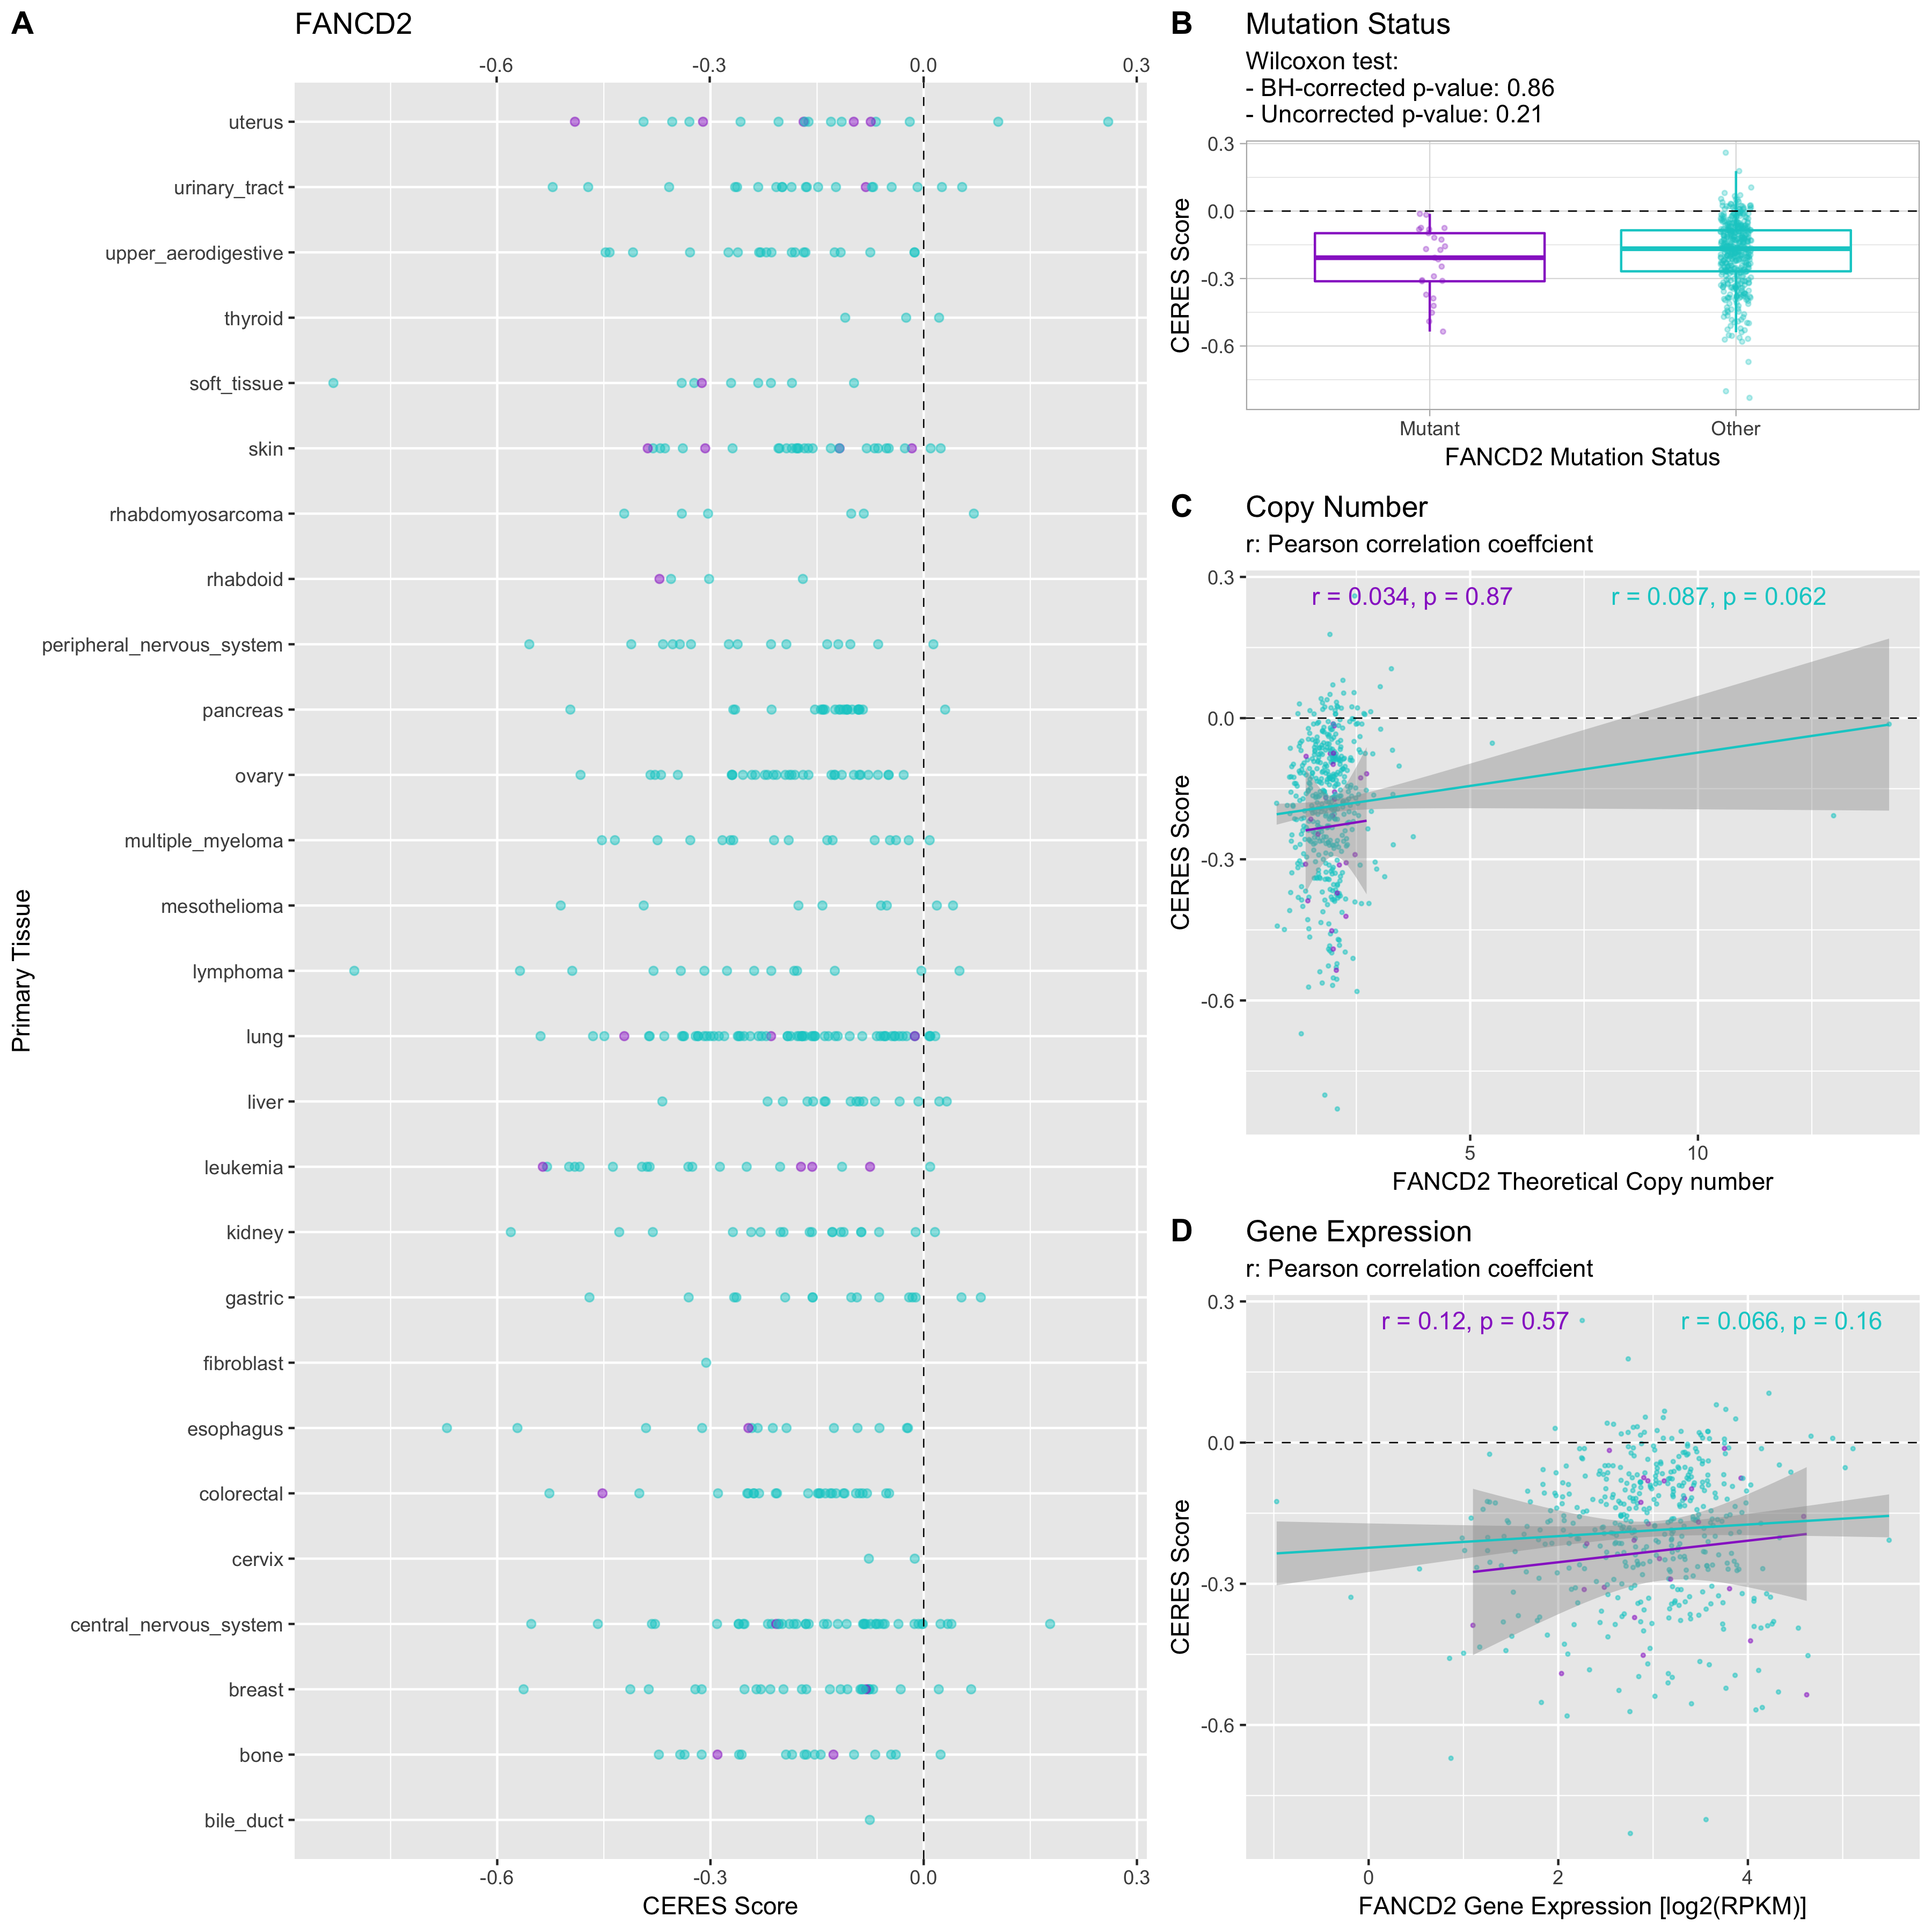 A
FANCD2
-0.6
-0.3
0.0
0.3
uterus
urinary_tract
upper_aerodigestive
thyroid
soft_tissue
skin
rhabdomyosarcoma
rhabdoid
peripheral_nervous_system
pancreas
ovary
multiple_myeloma
mesothelioma
lymphoma
lung
liver
leukemia
kidney
gastric
fibroblast
esophagus
colorectal
cervix
central_nervous_system
breast
bone
bile_duct
Primary Tissue
-0.6
-0.3
0.0
0.3
CERES Score
B
Mutation Status
Wilcoxon test:
- BH-corrected p-value: 0.86
- Uncorrected p-value: 0.21
0.3
0.0
-0.3
-0.6
CERES Score
Mutant
Other
FANCD2 Mutation Status
C
Copy Number
r: Pearson correlation coeffcient
r = 0.034, p = 0.87
r = 0.087, p = 0.062
0.3
0.0
-0.3
-0.6
CERES Score
5
10
FANCD2 Theoretical Copy number
D
Gene Expression
r: Pearson correlation coeffcient
r = 0.12, p = 0.57
r = 0.066, p = 0.16
0.3
0.0
-0.3
-0.6
CERES Score
0
2
4
FANCD2 Gene Expression [log2(RPKM)]